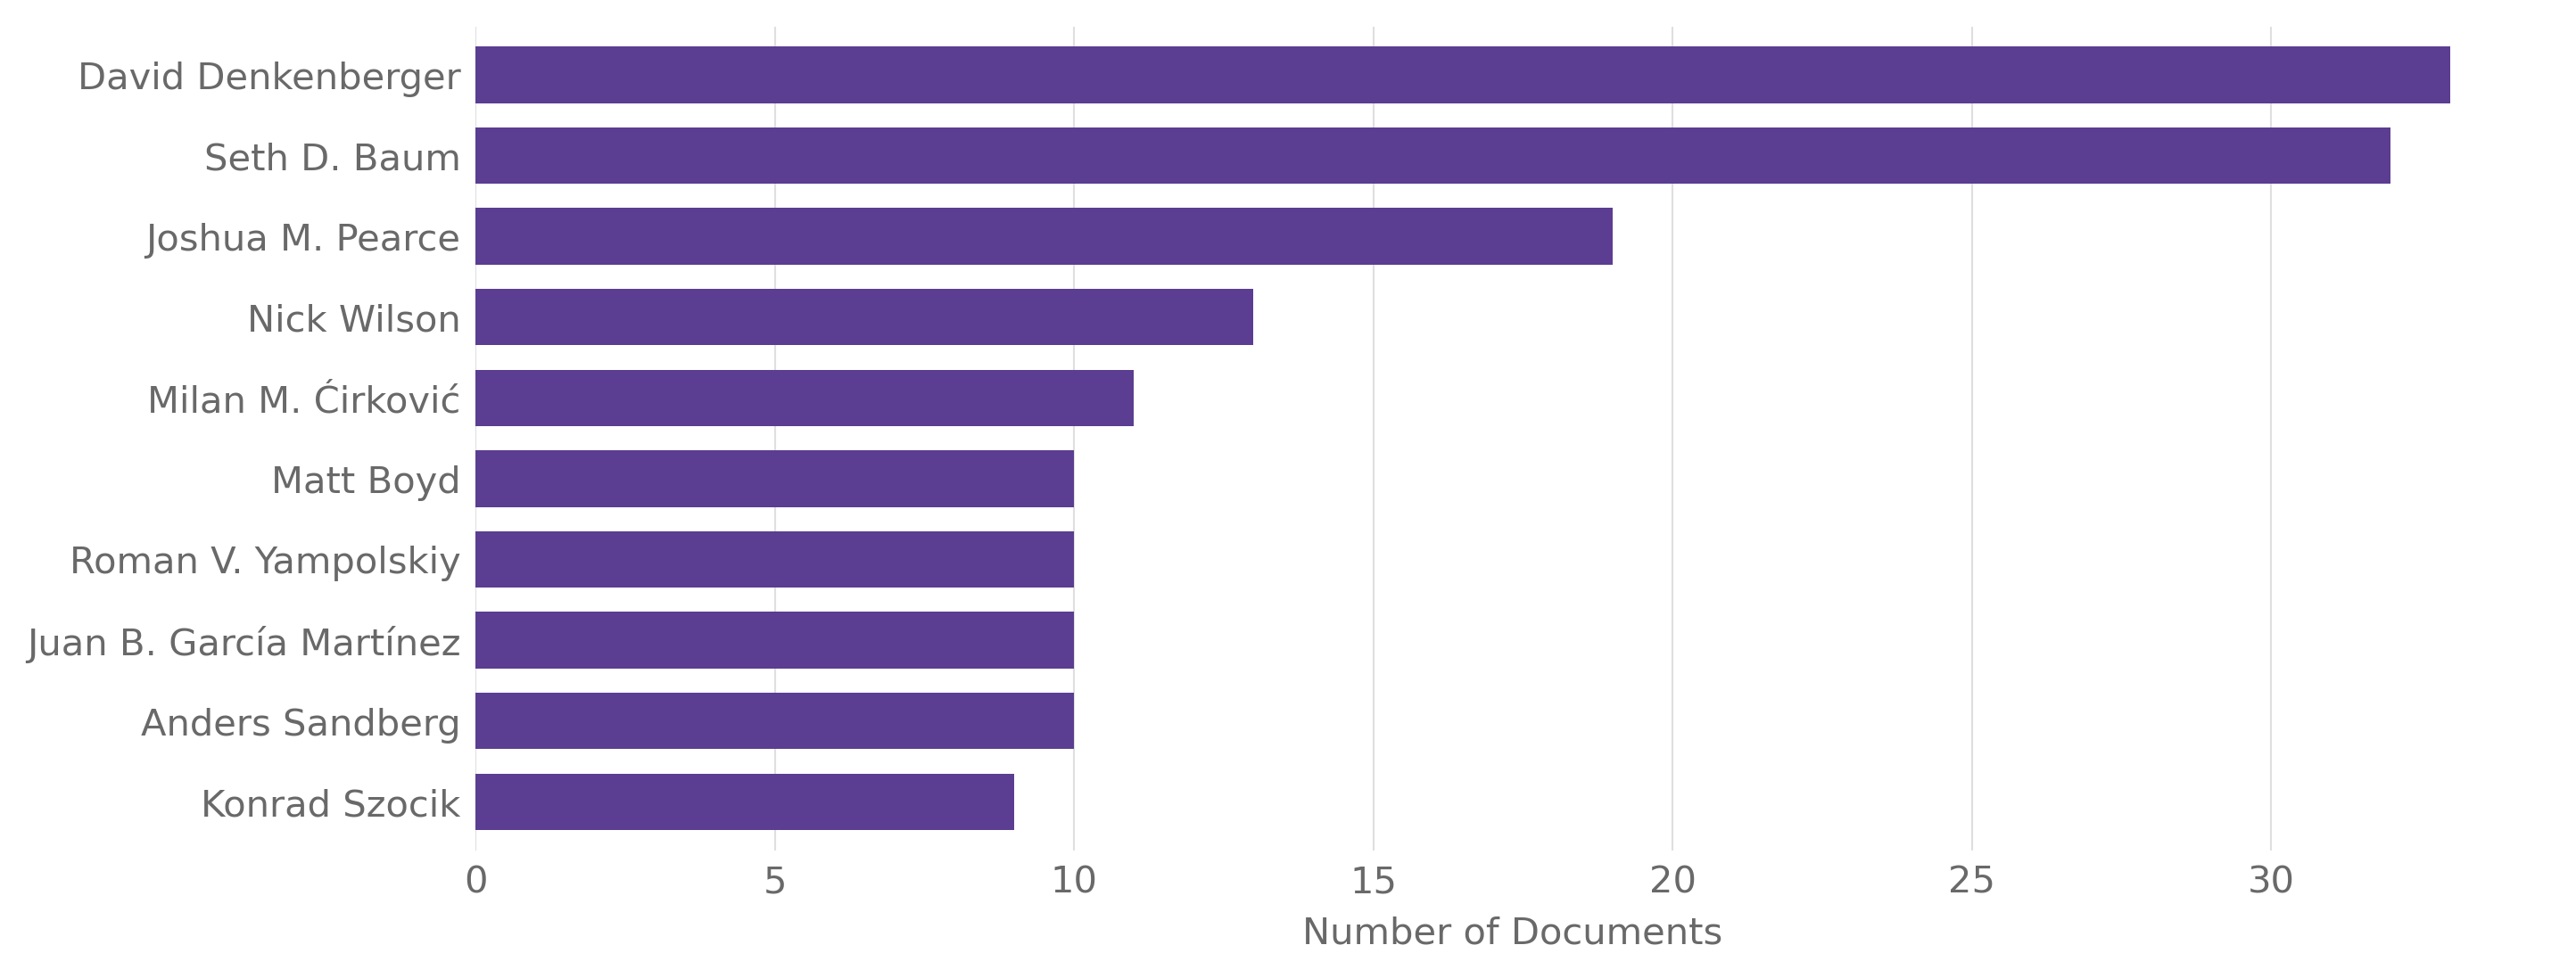 David Denkenberger
Seth D. Baum
Joshua M. Pearce
Nick Wilson
Milan M. Ćirković
Matt Boyd
Roman V. Yampolskiy
Juan B. García Martínez
Anders Sandberg
Konrad Szocik
0 5 10 15 20 25 30
Number of Documents